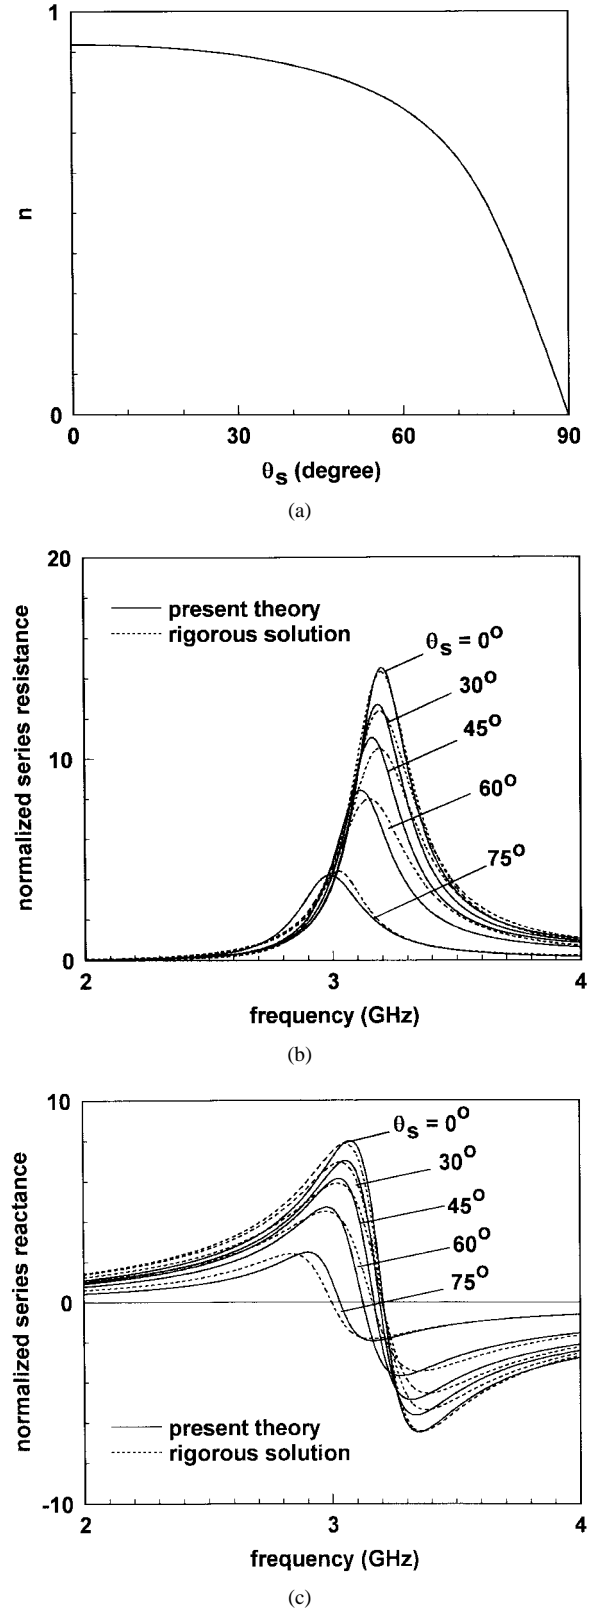 1
n
0
0 30 60 90
θs (degree)
(a)
20
present theory
rigorous solution
θs = 0°
30°
45°
60°
75°
normalized series resistance
10
0
2 3 4
frequency (GHz)
(b)
10
θs = 0°
30°
45°
60°
75°
normalized series reactance
0
present theory
rigorous solution
-10
2 3 4
frequency (GHz)
(c)